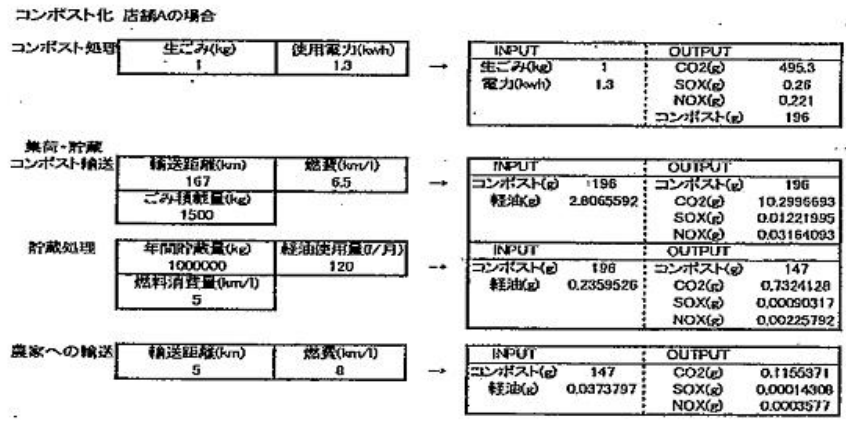 コンポスト化 店舗Aの場合
コンポスト処理 生ごみ(kg) 使用電力(kwh) → INPUT OUTPUT
1 1.3 生ごみ(kg) 1 CO2(g) 495.3
電力(kwh) 1.3 SOX(g) 0.26
NOX(g) 0.221
コンポスト(g) 196
集荷・貯蔵
コンポスト輸送 輸送距離(km) 燃費(km/l) → INPUT OUTPUT
167 6.5 コンポスト(g) 196 コンポスト(g) 196
ごみ積載量(kg) 軽油(g) 2.8065592 CO2(g) 10.2996693
1500 SOX(g) 0.01221995
NOX(g) 0.03164093
貯蔵処理 年間貯蔵量(kg) 軽油使用量(l/月) → INPUT OUTPUT
1000000 120 コンポスト(g) 196 コンポスト(g) 147
燃料消費量(km/l) 軽油(g) 0.2359526 CO2(g) 0.7324128
5 SOX(g) 0.00090317
NOX(g) 0.00225792
農家への輸送 輸送距離(km) 燃費(km/l) → INPUT OUTPUT
5 8 コンポスト(g) 147 CO2(g) 0.1155371
軽油(g) 0.0373797 SOX(g) 0.00014308
NOX(g) 0.0003577